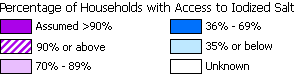 Percentage of Households with Access to Iodized Salt
Assumed >90%
90% or above
70% - 89%
36% - 69%
35% or below
Unknown